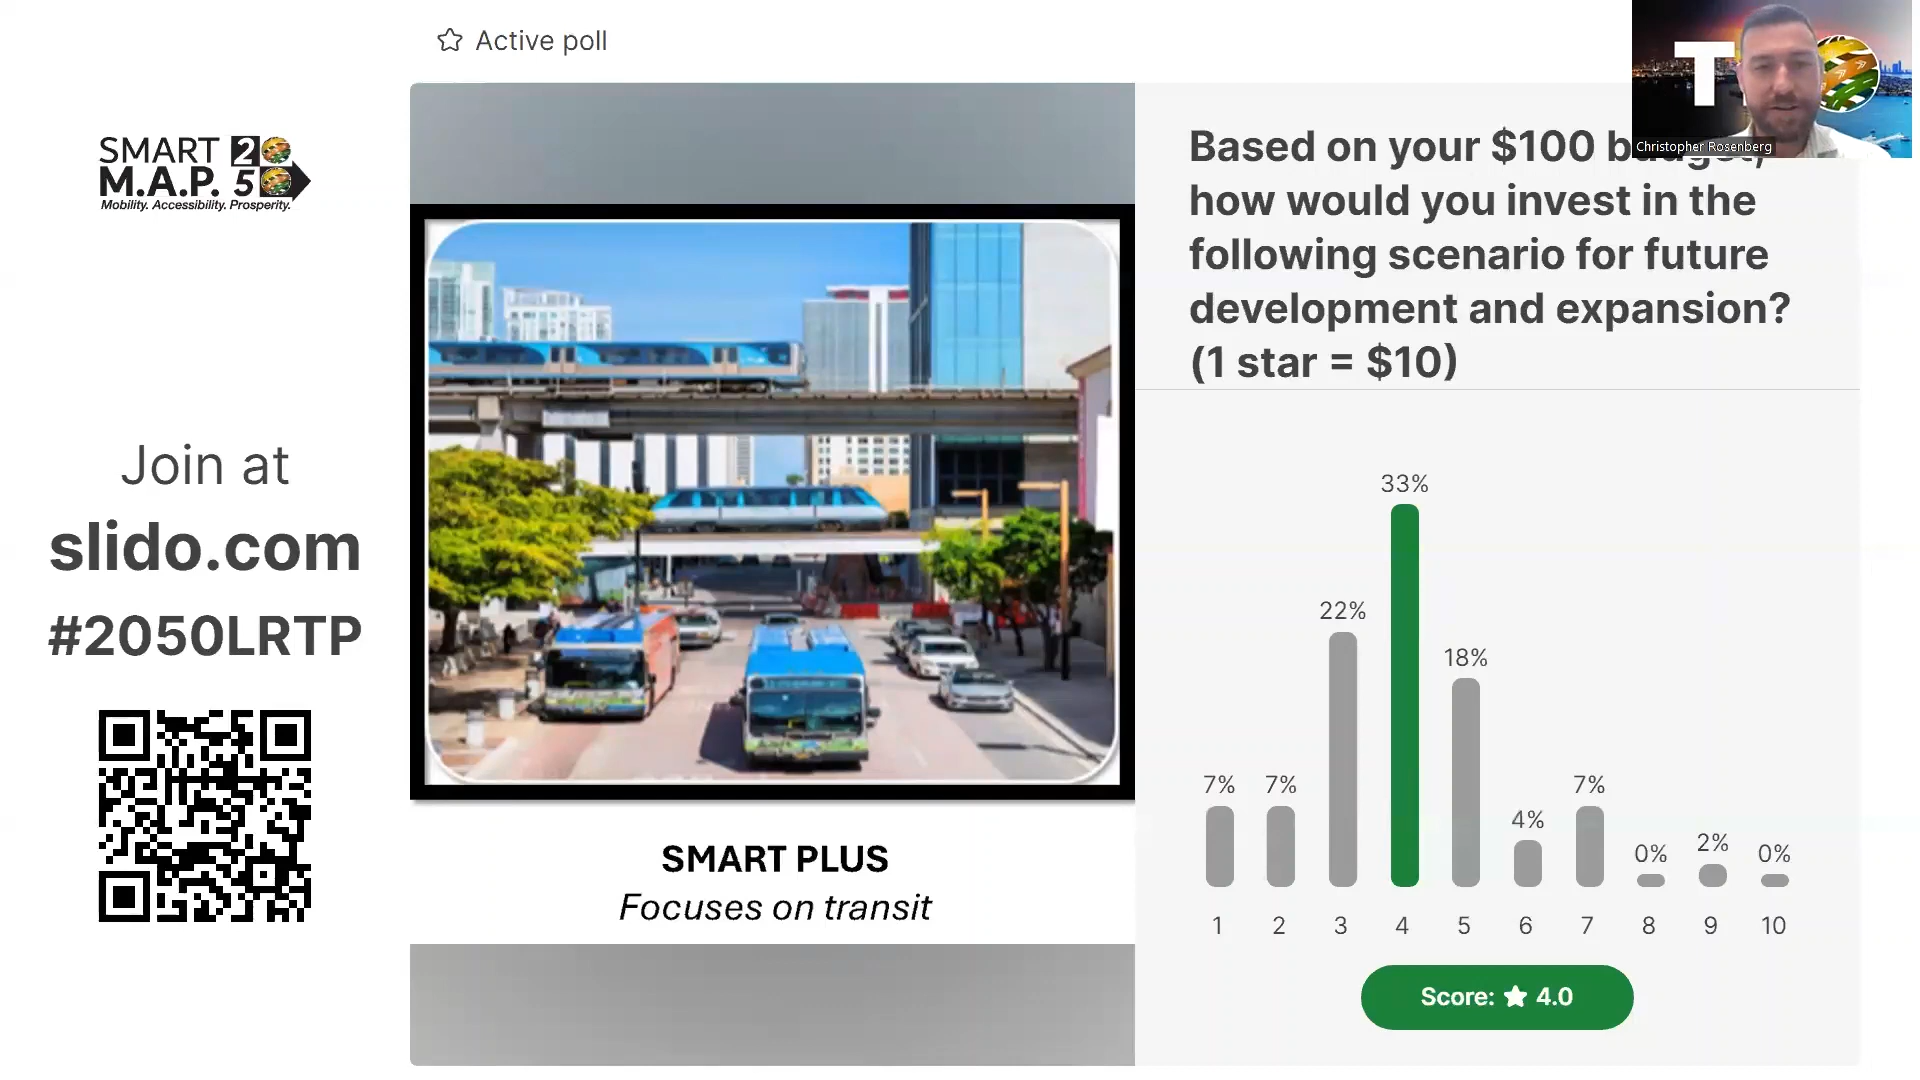 Active poll
SMART 20
M.A.P. 50
Mobility. Accessibility. Prosperity.
Join at
slido.com
#2050LRTP
SMART PLUS
Focuses on transit
Christopher Rosenberg
Based on your $100 budget,
how would you invest in the
following scenario for future
development and expansion?
(1 star = $10)
7% 7% 22% 33% 18% 4% 7% 0% 2% 0%
1 2 3 4 5 6 7 8 9 10
Score: ★ 4.0